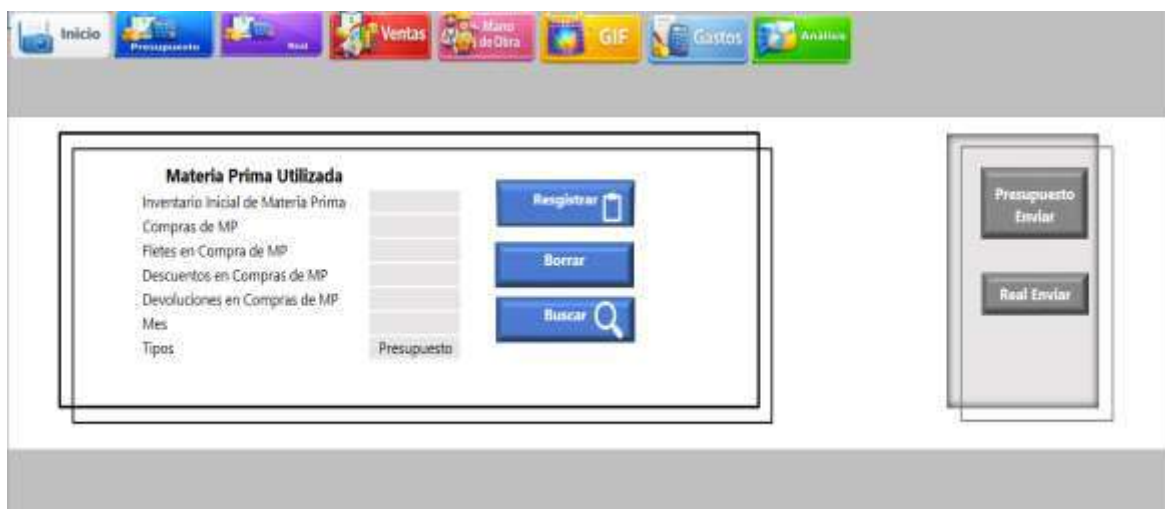 Inicio
Presupuesto
Real
Ventas
Mano
de Obra
GIF
Gastos
Análisis
Materia Prima Utilizada
Inventario Inicial de Materia Prima
Compras de MP
Fletes en Compra de MP
Descuentos en Compras de MP
Devoluciones en Compras de MP
Mes
Tipos
Presupuesto
Resgistrar
Borrar
Buscar
Presupuesto
Enviar
Real Enviar